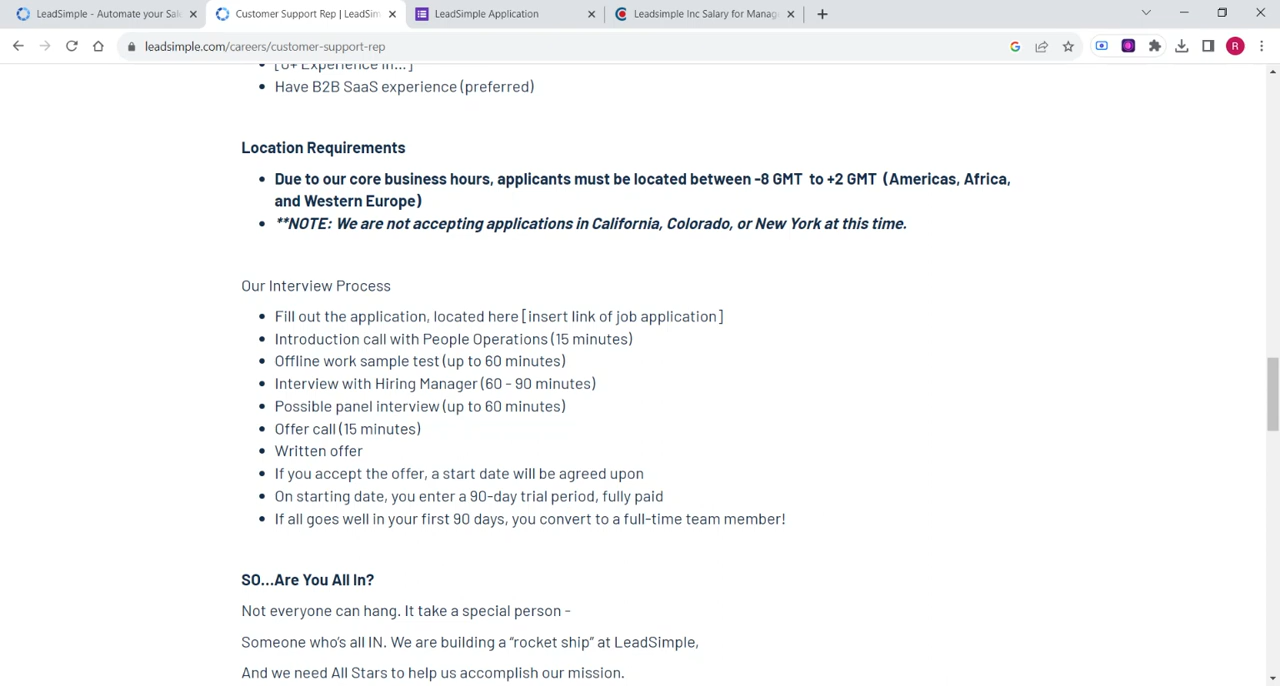 LeadSimple - Automate your Sal
Customer Support Rep | LeadSim
LeadSimple Application
Leadsimple Inc Salary for Manag
leadsimple.com/careers/customer-support-rep
R
Have B2B SaaS experience (preferred)
Location Requirements
Due to our core business hours, applicants must be located between -8 GMT to +2 GMT (Americas, Africa,
and Western Europe)
**NOTE: We are not accepting applications in California, Colorado, or New York at this time.
Our Interview Process
Fill out the application, located here [insert link of job application]
Introduction call with People Operations (15 minutes)
Offline work sample test (up to 60 minutes)
Interview with Hiring Manager (60 - 90 minutes)
Possible panel interview (up to 60 minutes)
Offer call (15 minutes)
Written offer
If you accept the offer, a start date will be agreed upon
On starting date, you enter a 90-day trial period, fully paid
If all goes well in your first 90 days, you convert to a full-time team member!
SO...Are You All In?
Not everyone can hang. It take a special person -
Someone who's all IN. We are building a “rocket ship” at LeadSimple,
And we need All Stars to help us accomplish our mission.